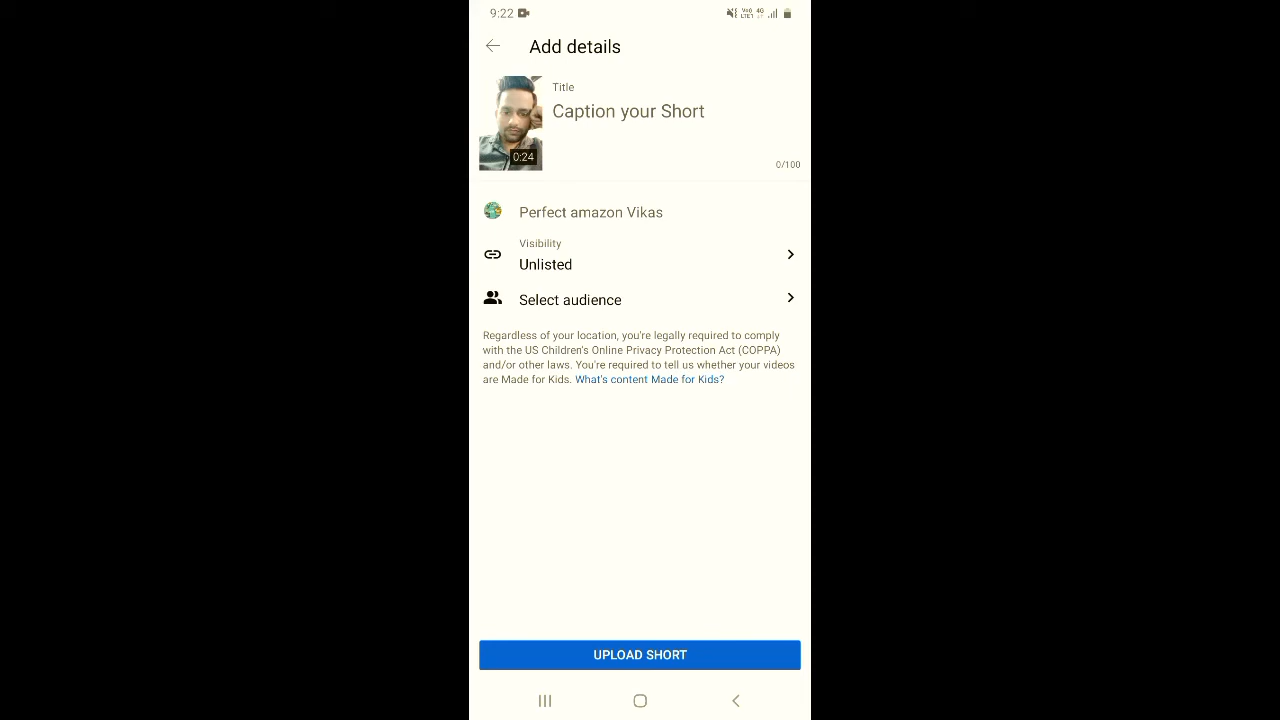 9:22
Add details
Title
Caption your Short
0:24
0/100
Perfect amazon Vikas
Visibility
Unlisted
Select audience
Regardless of your location, you're legally required to comply
with the US Children's Online Privacy Protection Act (COPPA)
and/or other laws. You're required to tell us whether your videos
are Made for Kids. What's content Made for Kids?
UPLOAD SHORT